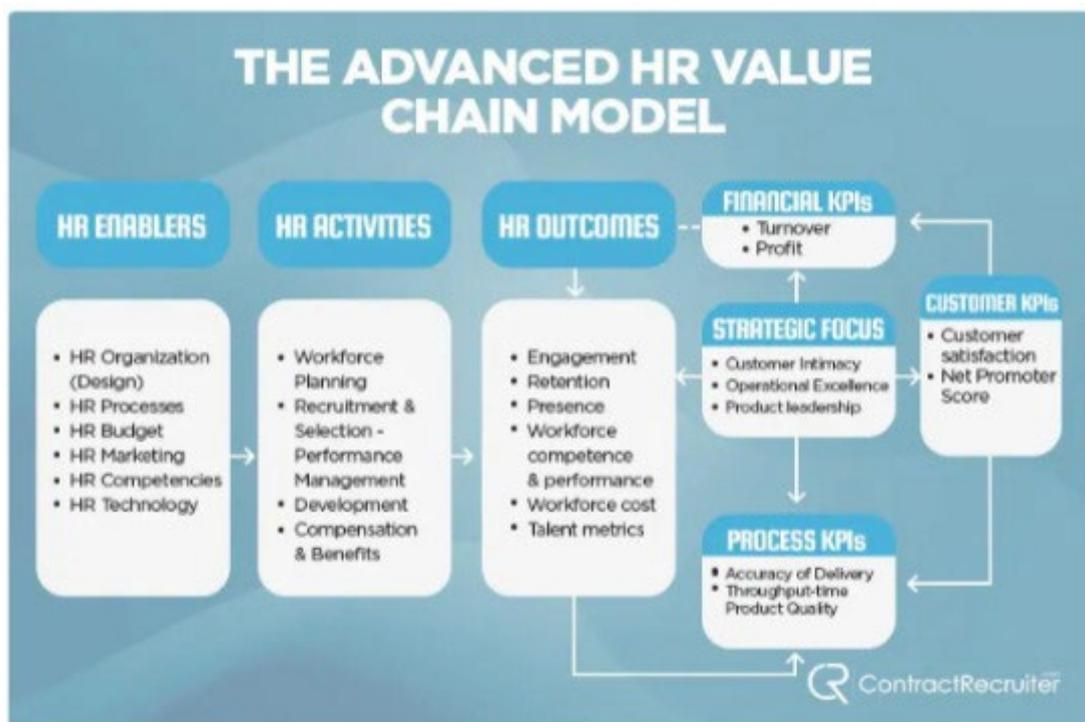 THE ADVANCED HR VALUE
CHAIN MODEL
HR ENABLERS
• HR Organization
(Design)
• HR Processes
• HR Budget
• HR Marketing
• HR Competencies
• HR Technology
HR ACTIVITIES
• Workforce
Planning
• Recruitment &
Selection -
Performance
Management
• Development
• Compensation
& Benefits
HR OUTCOMES
• Engagement
• Retention
• Presence
• Workforce
competence
& performance
• Workforce cost
• Talent metrics
FINANCIAL KPIs
• Turnover
• Profit
STRATEGIC FOCUS
• Customer Intimacy
• Operational Excellence
• Product leadership
CUSTOMER KPIs
• Customer
satisfaction
• Net Promoter
Score
PROCESS KPIs
• Accuracy of Delivery
• Throughput-time
Product Quality
CR ContractRecruiter